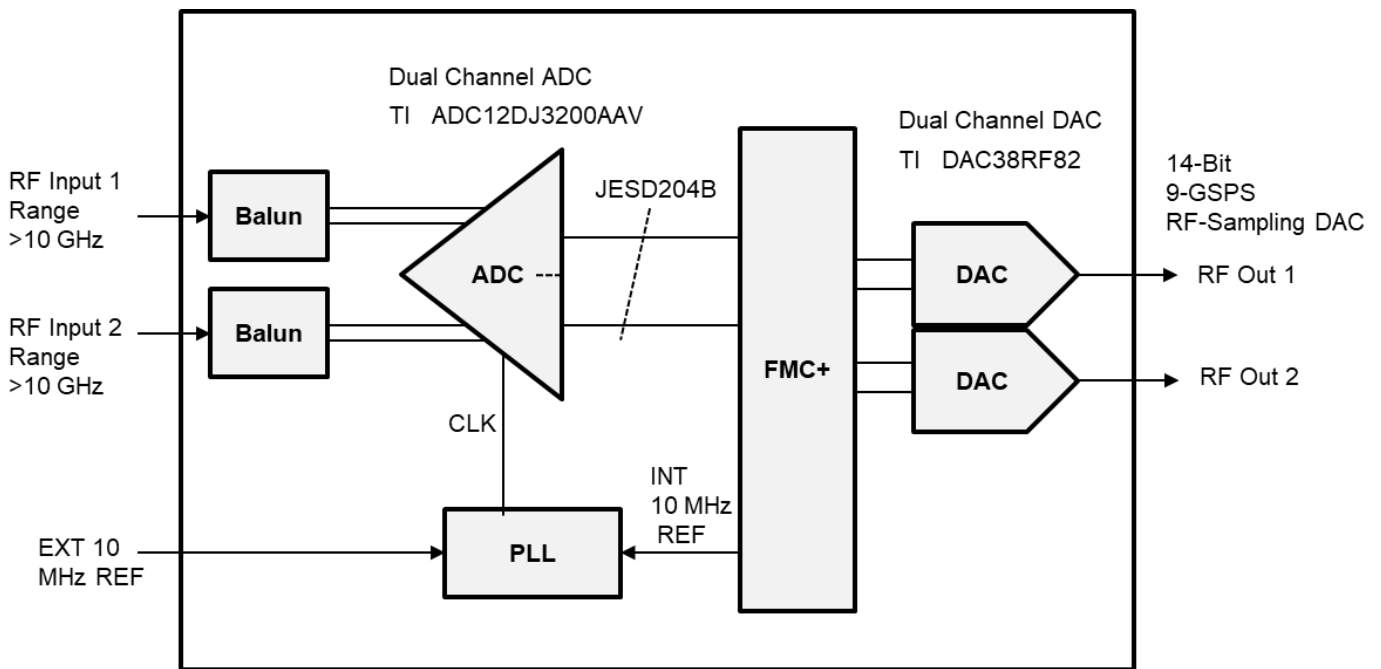 Dual Channel ADC
TI ADC12DJ3200AAV
Dual Channel DAC
TI DAC38RF82
14-Bit
9-GSPS
RF-Sampling DAC
RF Input 1
Range
>10 GHz
Balun
JESD204B
ADC
DAC
RF Out 1
RF Input 2
Range
>10 GHz
Balun
FMC+
DAC
RF Out 2
CLK
INT
10 MHz
REF
EXT 10
MHz REF
PLL